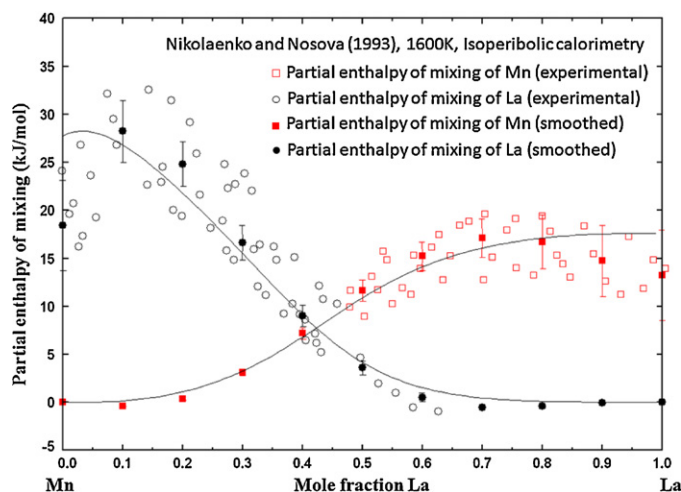 Nikolaenko and Nosova (1993), 1600K, Isoperibolic calorimetry
Partial enthalpy of mixing of Mn (experimental)
Partial enthalpy of mixing of La (experimental)
Partial enthalpy of mixing of Mn (smoothed)
Partial enthalpy of mixing of La (smoothed)
Partial enthalpy of mixing (kJ/mol)
40
35
30
25
20
15
10
5
0
-5
0.0 0.1 0.2 0.3 0.4 0.5 0.6 0.7 0.8 0.9 1.0
Mn Mole fraction La La